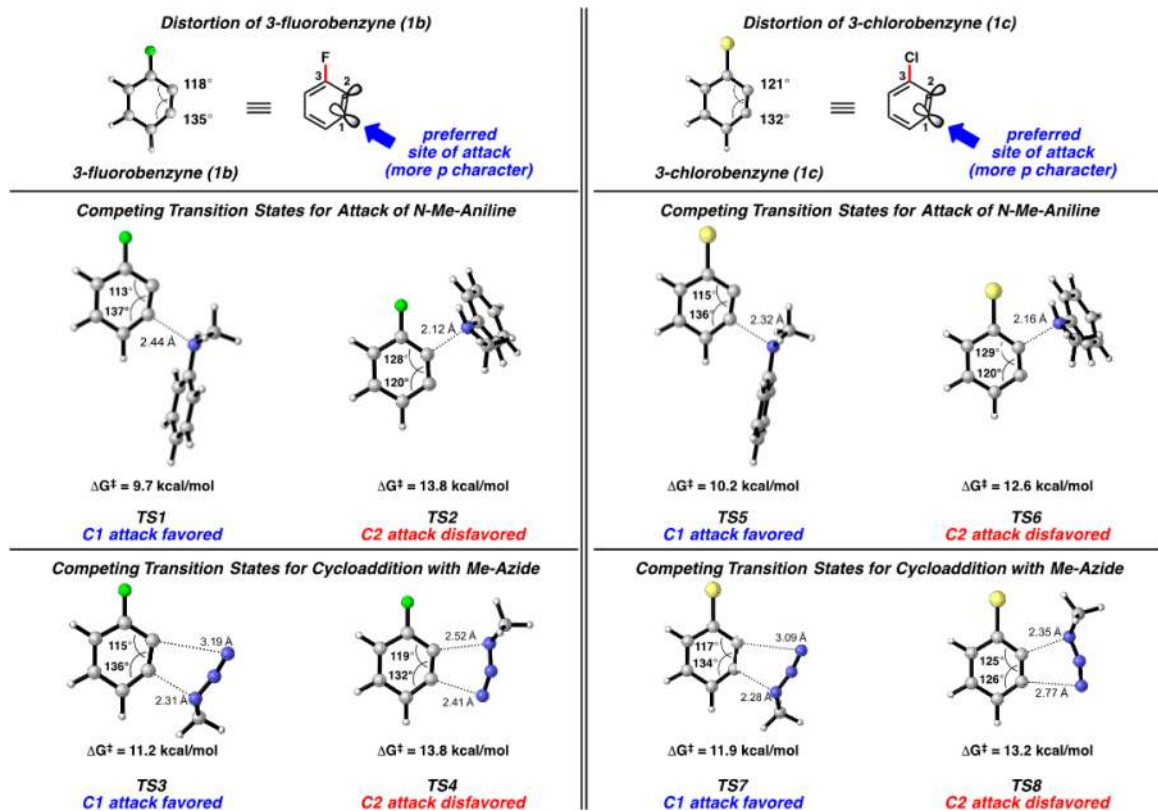 Distortion of 3-fluorobenzyne (1b)
118°
135°
F
3
2
1
preferred
site of attack
(more p character)
3-fluorobenzyne (1b)
Competing Transition States for Attack of N-Me-Aniline
113°
137°
2.44 Å
2.12 Å
128°
120°
ΔG‡ = 9.7 kcal/mol
ΔG‡ = 13.8 kcal/mol
TS1
TS2
C1 attack favored
C2 attack disfavored
Competing Transition States for Cycloaddition with Me-Azide
115°
136°
3.19 Å
2.31 Å
119°
132°
2.52 Å
2.41 Å
ΔG‡ = 11.2 kcal/mol
ΔG‡ = 13.8 kcal/mol
TS3
TS4
C1 attack favored
C2 attack disfavored
Distortion of 3-chlorobenzyne (1c)
121°
132°
Cl
3
2
1
preferred
site of attack
(more p character)
3-chlorobenzyne (1c)
Competing Transition States for Attack of N-Me-Aniline
115°
136°
2.32 Å
2.16 Å
129°
120°
ΔG‡ = 10.2 kcal/mol
ΔG‡ = 12.6 kcal/mol
TS5
TS6
C1 attack favored
C2 attack disfavored
Competing Transition States for Cycloaddition with Me-Azide
117°
134°
3.09 Å
2.28 Å
125°
126°
2.35 Å
2.77 Å
ΔG‡ = 11.9 kcal/mol
ΔG‡ = 13.2 kcal/mol
TS7
TS8
C1 attack favored
C2 attack disfavored